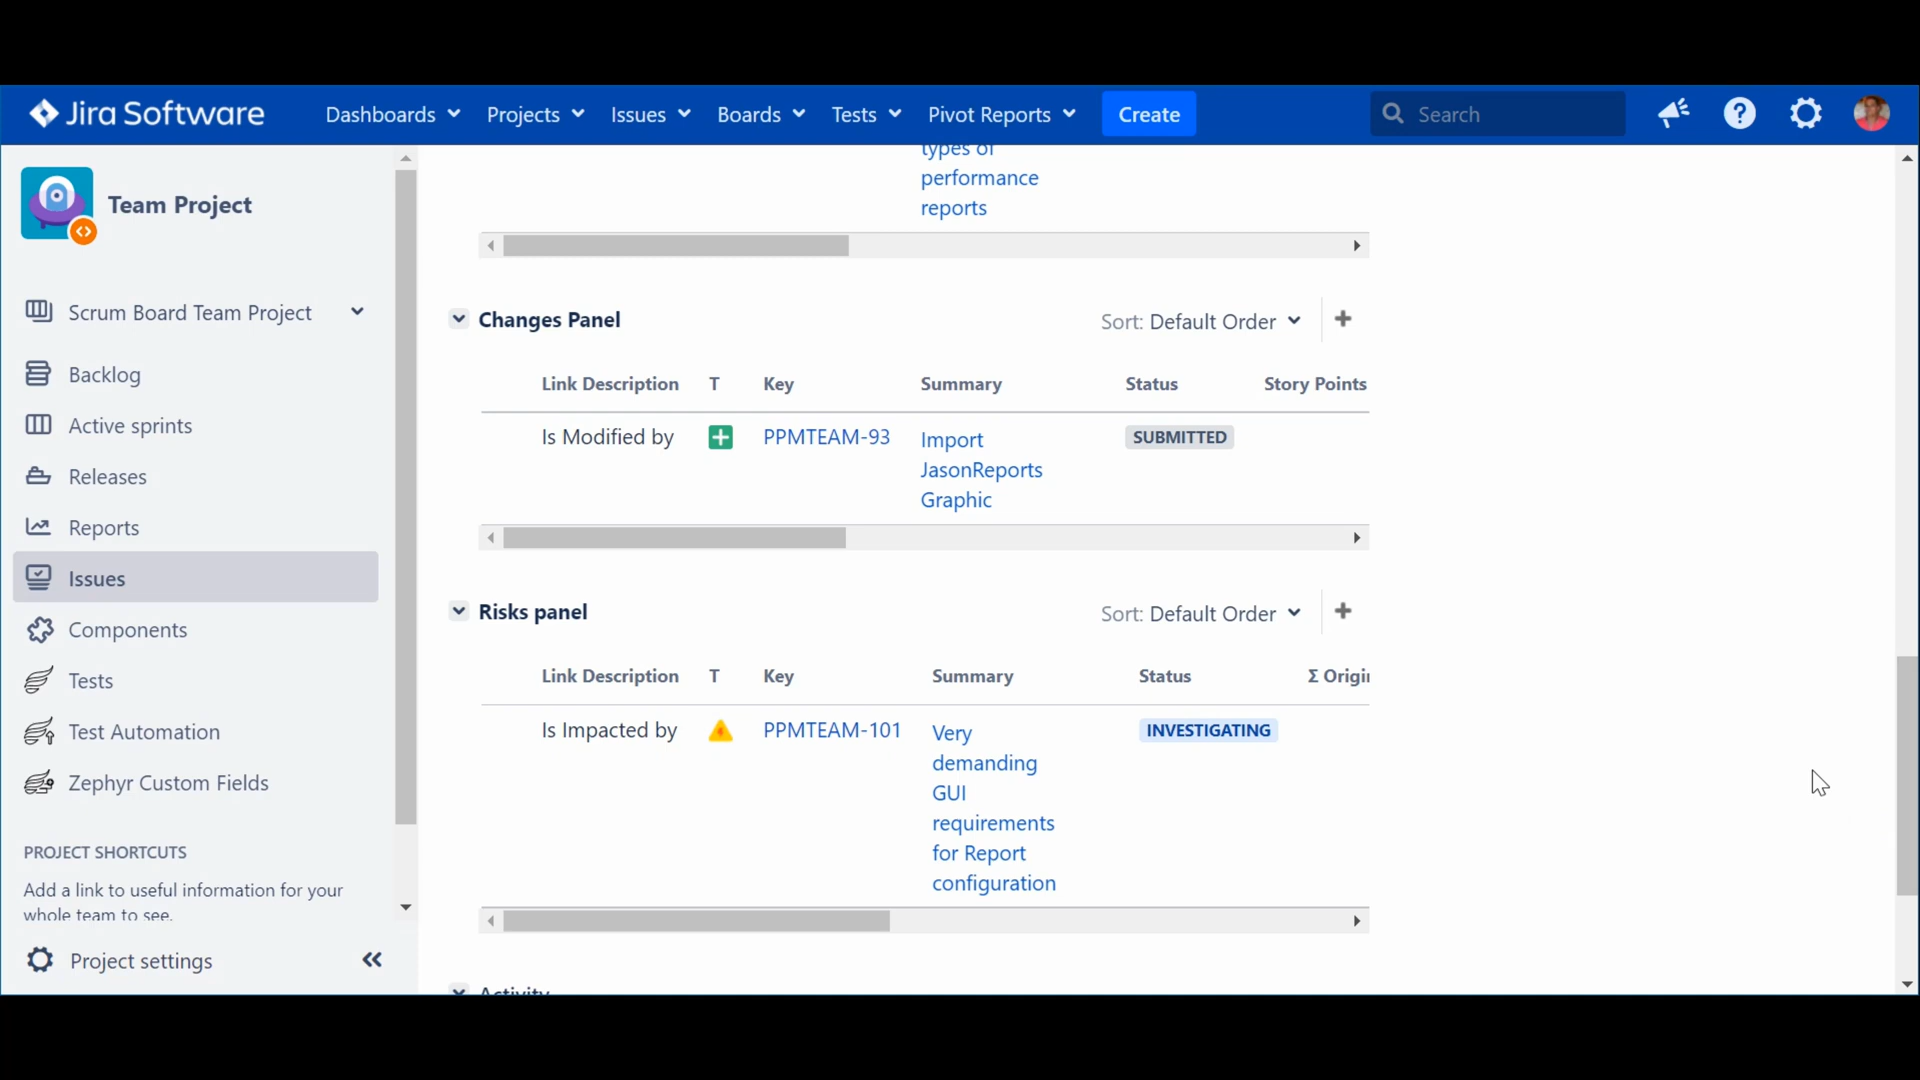 Jira Software
Dashboards Projects Issues Boards Tests Pivot Reports Create Search
Team Project
Scrum Board Team Project
Backlog
Active sprints
Releases
Reports
Issues
Components
Tests
Test Automation
Zephyr Custom Fields
PROJECT SHORTCUTS
Add a link to useful information for your
whole team to see.
Project settings
types of
performance
reports
Changes Panel Sort: Default Order
Link Description T Key Summary Status Story Points
Is Modified by PPMTEAM-93 Import SUBMITTED
JasonReports
Graphic
Risks panel Sort: Default Order
Link Description T Key Summary Status Σ Origin
Is Impacted by PPMTEAM-101 Very INVESTIGATING
demanding
GUI
requirements
for Report
configuration
Activity